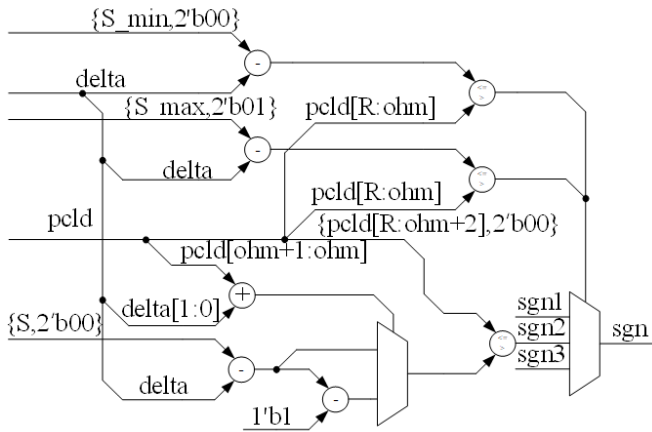 {S_min,2'b00}
-
delta
<=
>
{S_max,2'b01}
pcld[R:ohm]
-
delta
<=
>
pcld[R:ohm]
pcld
{pcld[R:ohm+2],2'b00}
pcld[ohm+1:ohm]
+
delta[1:0]
sgn1
{S,2'b00}
sgn2
<=
>
sgn
sgn3
-
delta
-
1'b1